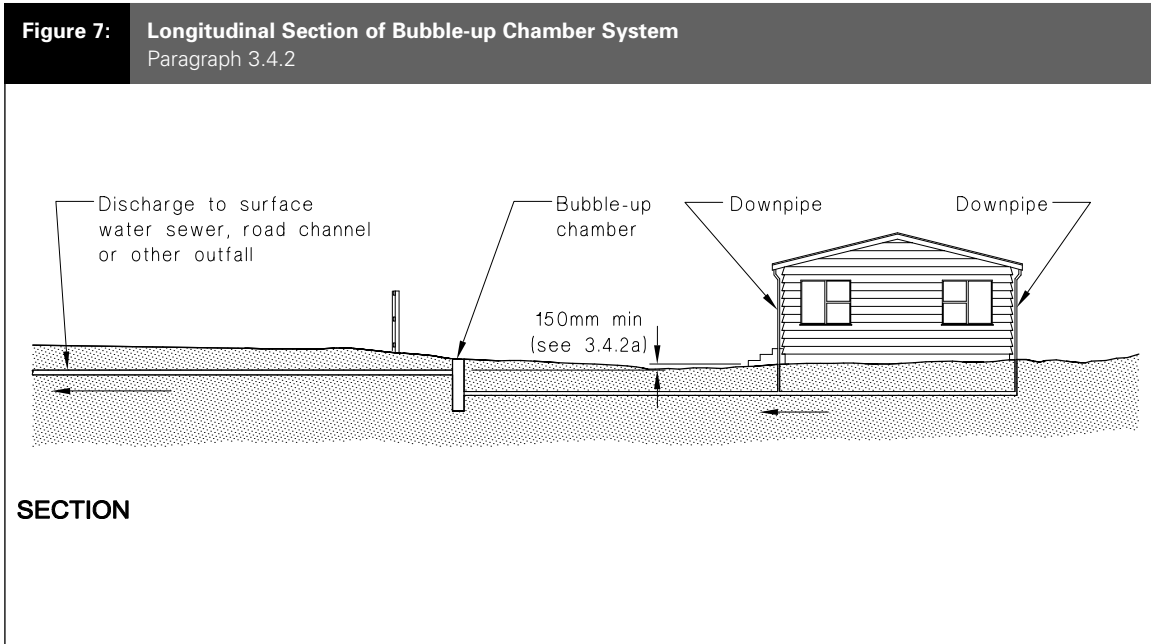 Figure 7:
Longitudinal Section of Bubble-up Chamber System
Paragraph 3.4.2
Discharge to surface
water sewer, road channel
or other outfall
Bubble-up
chamber
Downpipe
Downpipe
150mm min
(see 3.4.2a)
SECTION